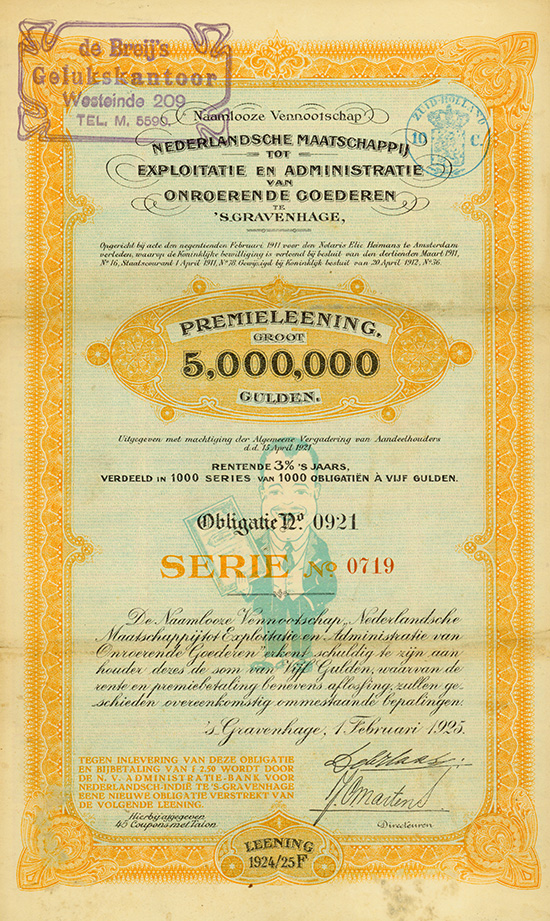 de Breij's
Gelukskantoor
Westeinde 209
TEL. M. 5590.
ZUID-HOLLAND
10 C.
Naamlooze Vennootschap
NEDERLANDSCHE MAATSCHAPPIJ
TOT
EXPLOITATIE EN ADMINISTRATIE
VAN
ONROERENDE GOEDEREN
TE
'S.GRAVENHAGE,
Opgericht bij acte den negentienden Februari 1911 voor den Notaris Elie Heimans te Amsterdam
verleden, waarop de Koninklijke bewilliging is verleend bij besluit van den dertienden Maart 1911,
No 16, Staatscourant 1 April 1911, No 78. Gewijzigd bij Koninklijk besluit van 20 April 1912, No 36.
PREMIELEENING,
GROOT
5,000,000
GULDEN.
Uitgegeven met machtiging der Algemeene Vergadering van Aandeelhouders
d.d. 15 April 1921
RENTENDE 3% 'S JAARS,
VERDEELD IN 1000 SERIES VAN 1000 OBLIGATIËN À VIJF GULDEN.
Obligatie No. 0921
SERIE No 0719
De Naamlooze Vennootschap „Nederlandsche
Maatschappij tot Exploitatie en Administratie van
Onroerende Goederen" erkent schuldig te zijn aan
houder dezes de som van Vijf Gulden, waarvan de
rente en premiebetaling benevens aflossing, zullen ge-
schieden overeenkomstig ommestaande bepalingen.
's Gravenhage, 1 Februari 1925.
TEGEN INLEVERING VAN DEZE OBLIGATIE
EN BIJBETALING VAN f 2.50 WORDT DOOR
DE N.V. ADMINISTRATIE-BANK VOOR
NEDERLANDSCH-INDIË TE 'S-GRAVENHAGE
EENE NIEUWE OBLIGATIE VERSTREKT VAN
DE VOLGENDE LEENING.
Hierbij afgegeven
45 Coupons met Talon
Directeuren
LEENING
1924/25 F